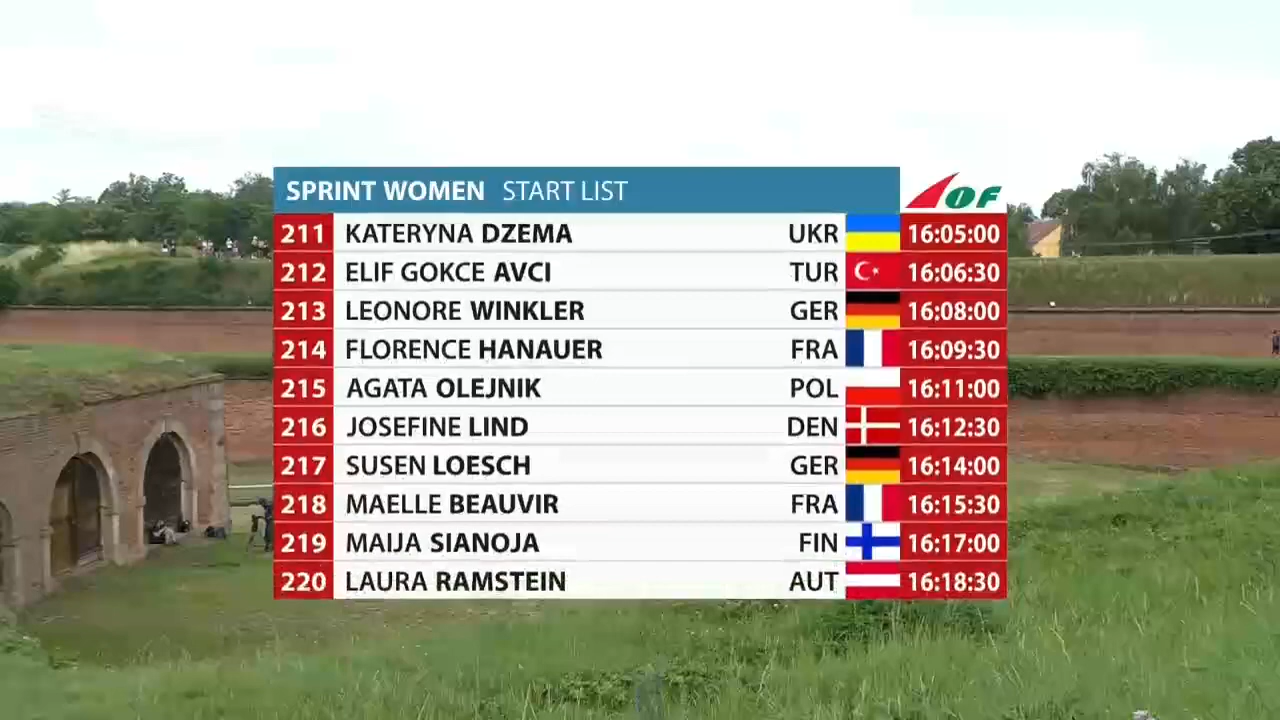 SPRINT WOMEN START LIST IOF
211 KATERYNA DZEMA UKR 16:05:00
212 ELIF GOKCE AVCI TUR 16:06:30
213 LEONORE WINKLER GER 16:08:00
214 FLORENCE HANAUER FRA 16:09:30
215 AGATA OLEJNIK POL 16:11:00
216 JOSEFINE LIND DEN 16:12:30
217 SUSEN LOESCH GER 16:14:00
218 MAELLE BEAUVIR FRA 16:15:30
219 MAIJA SIANOJA FIN 16:17:00
220 LAURA RAMSTEIN AUT 16:18:30